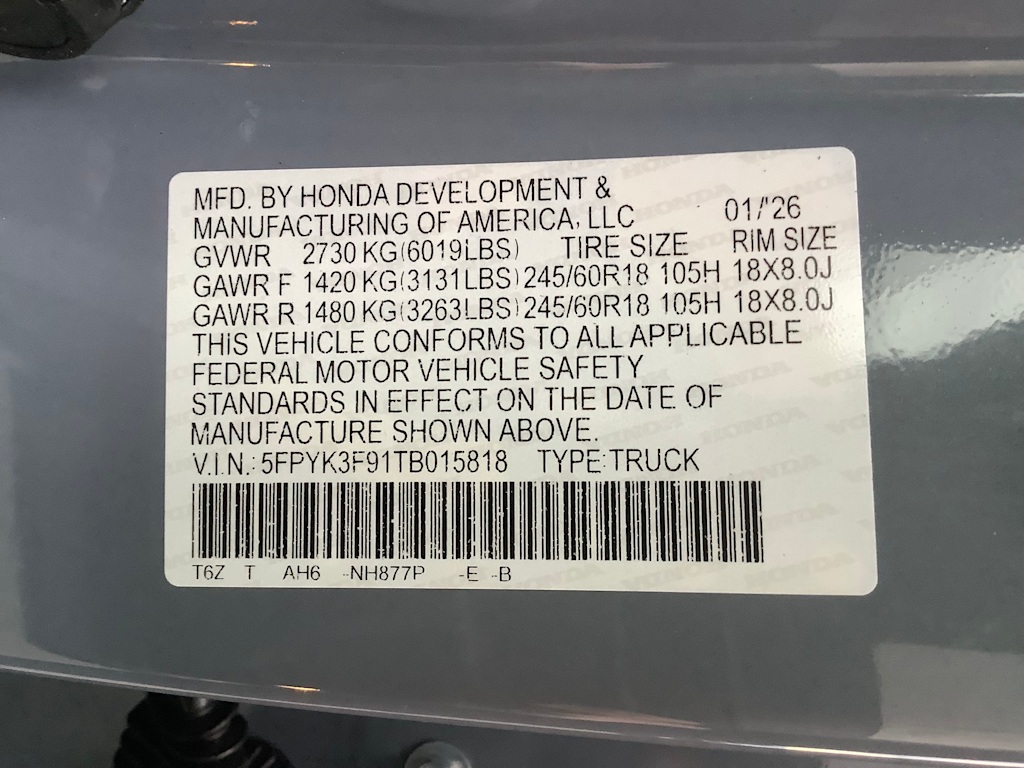 MFD. BY HONDA DEVELOPMENT &
MANUFACTURING OF AMERICA, LLC 01/'26
GVWR 2730 KG(6019LBS) TIRE SIZE RIM SIZE
GAWR F 1420 KG(3131LBS) 245/60R18 105H 18X8.0J
GAWR R 1480 KG(3263LBS) 245/60R18 105H 18X8.0J
THIS VEHICLE CONFORMS TO ALL APPLICABLE
FEDERAL MOTOR VEHICLE SAFETY
STANDARDS IN EFFECT ON THE DATE OF
MANUFACTURE SHOWN ABOVE.
V.I.N.: 5FPYK3F91TB015818 TYPE:TRUCK
T6Z T AH6 -NH877P -E -B